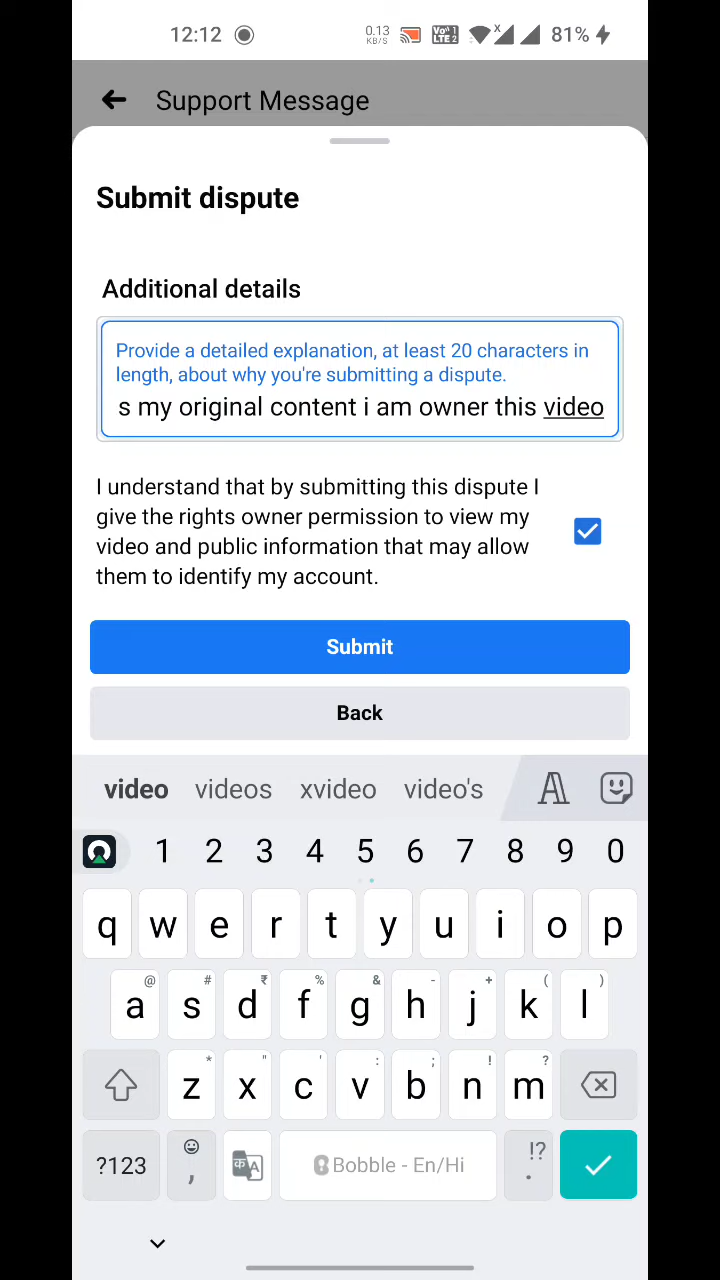 12:12 0.13 KB/S Vo)) 1 LTE 2 x 81%
Support Message
Submit dispute
Additional details
Provide a detailed explanation, at least 20 characters in
length, about why you're submitting a dispute.
s my original content i am owner this video
I understand that by submitting this dispute I
give the rights owner permission to view my
video and public information that may allow
them to identify my account.
Submit
Back
video videos xvideo video's
1 2 3 4 5 6 7 8 9 0
q w e r t y u i o p
@ # ₹ % & - + ( )
a s d f g h j k l
* " ' : ; ! ?
z x c v b n m
?123 , क A Bobble - En/Hi !? .